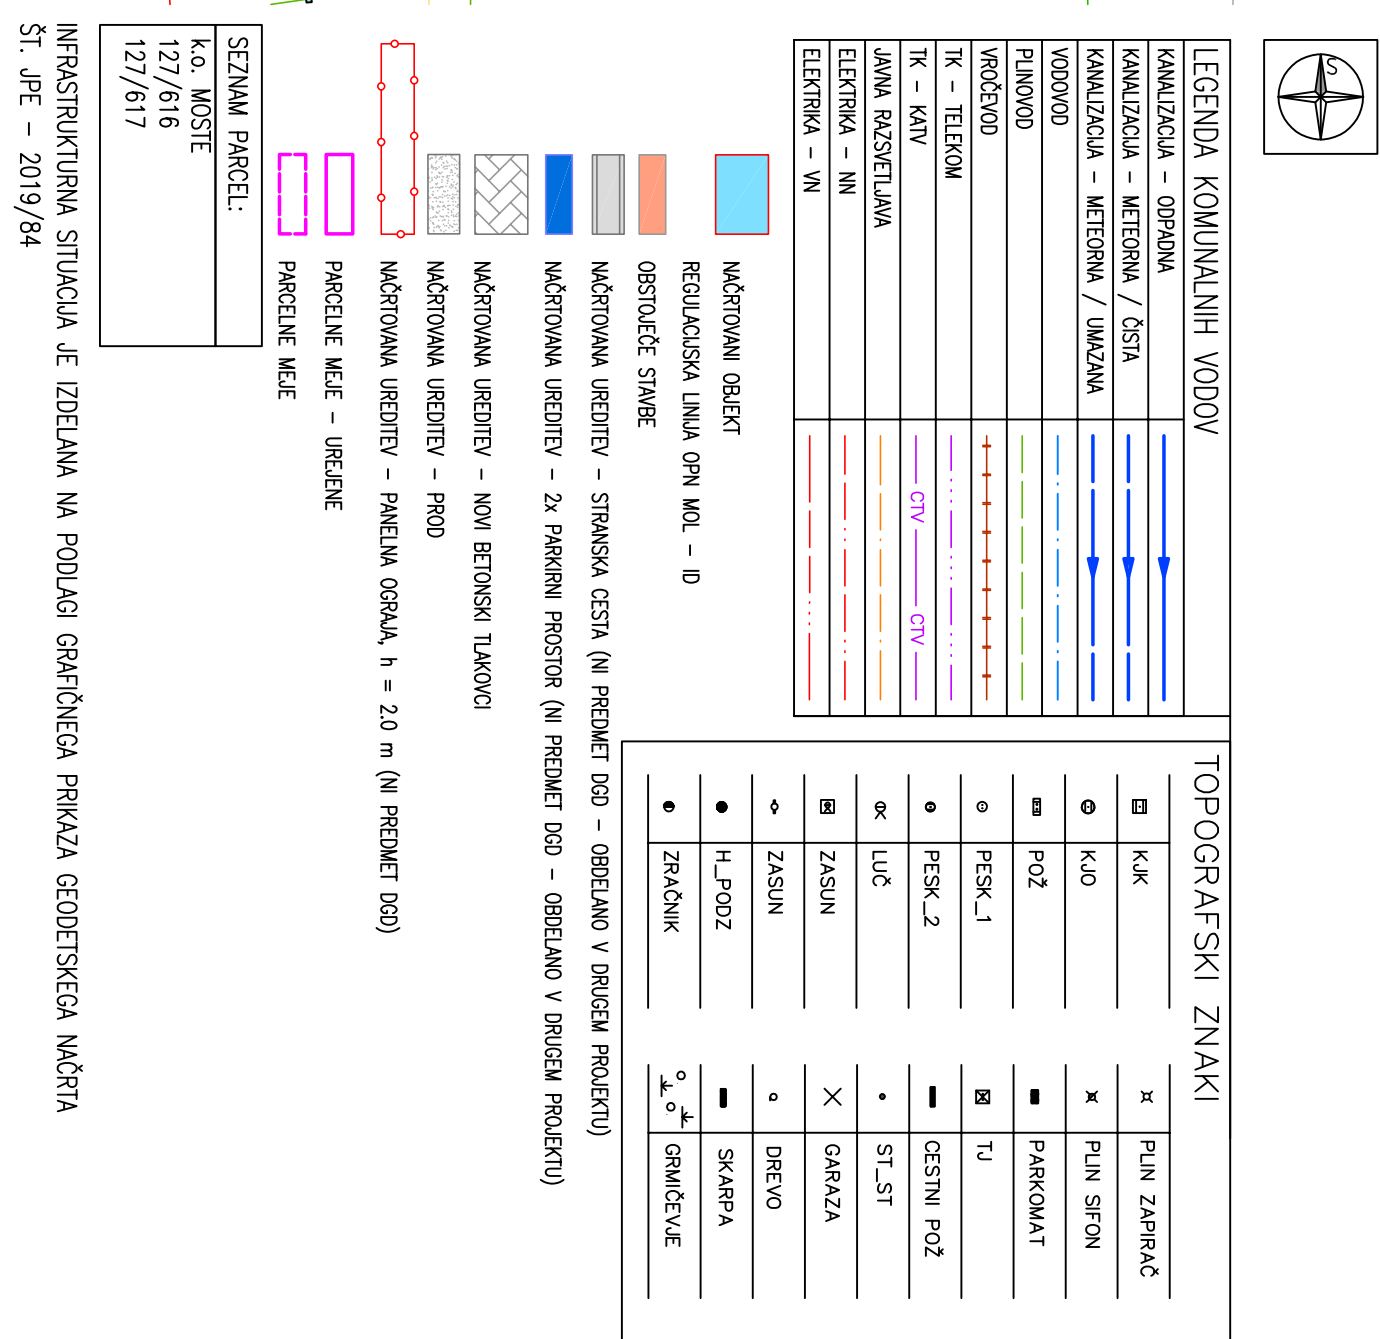 S
LEGENDA KOMUNALNIH VODOV
KANALIZACIJA – ODPADNA
KANALIZACIJA – METEORNA / ČISTA
KANALIZACIJA – METEORNA / UMAZANA
VODOVOD
PLINOVOD
VROČEVOD
TK – TELEKOM
TK – KATV
CTV CTV
JAVNA RAZSVETLJAVA
ELEKTRIKA – NN
ELEKTRIKA – VN
TOPOGRAFSKI ZNAKI
KJK
KJO
POŽ
PESK_1
PESK_2
LUČ
ZASUN
ZASUN
H_PODZ
ZRAČNIK
PLIN ZAPIRAČ
PLIN SIFON
PARKOMAT
TJ
CESTNI POŽ
ST_ST
GARAZA
DREVO
SKARPA
GRMIČEVJE
NAČRTOVANI OBJEKT
REGULACIJSKA LINIJA OPN MOL – ID
OBSTOJEČE STAVBE
NAČRTOVANA UREDITEV – STRANSKA CESTA (NI PREDMET DGD – OBDELANO V DRUGEM PROJEKTU)
NAČRTOVANA UREDITEV – 2x PARKIRNI PROSTOR (NI PREDMET DGD – OBDELANO V DRUGEM PROJEKTU)
NAČRTOVANA UREDITEV – NOVI BETONSKI TLAKOVCI
NAČRTOVANA UREDITEV – PROD
NAČRTOVANA UREDITEV – PANELNA OGRAJA, h = 2.0 m (NI PREDMET DGD)
PARCELNE MEJE – UREJENE
PARCELNE MEJE
SEZNAM PARCEL:
k.o. MOSTE
127/616
127/617
INFRASTRUKTURNA SITUACIJA JE IZDELANA NA PODLAGI GRAFIČNEGA PRIKAZA GEODETSKEGA NAČRTA
ŠT. JPE – 2019/84